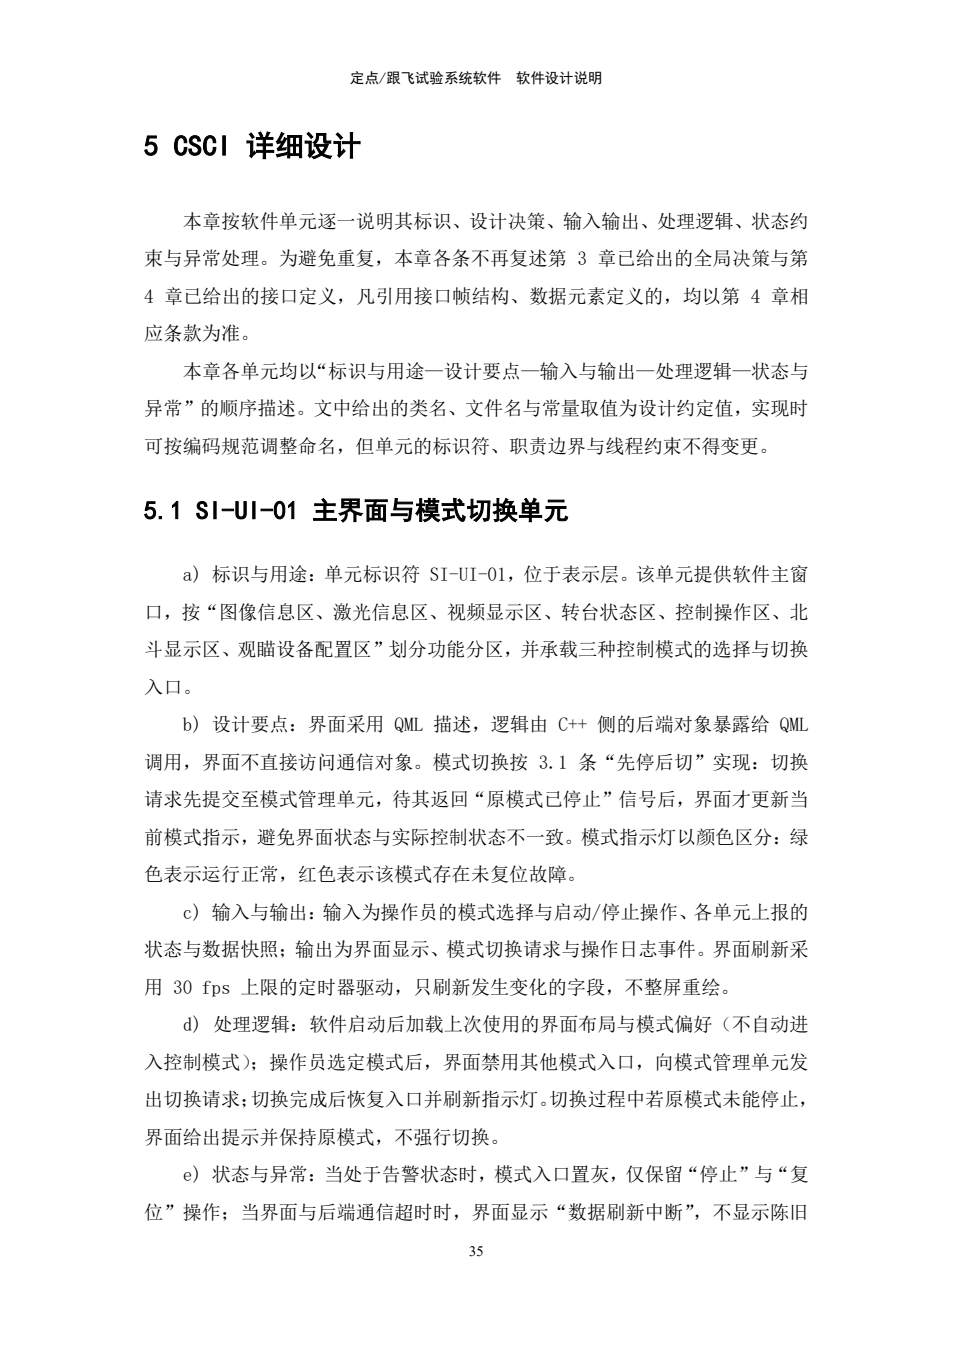 定点/跟飞试验系统软件　软件设计说明
5 CSCI 详细设计
本章按软件单元逐一说明其标识、设计决策、输入输出、处理逻辑、状态约
束与异常处理。为避免重复，本章各条不再复述第 3 章已给出的全局决策与第
4 章已给出的接口定义，凡引用接口帧结构、数据元素定义的，均以第 4 章相
应条款为准。
本章各单元均以“标识与用途—设计要点—输入与输出—处理逻辑—状态与
异常”的顺序描述。文中给出的类名、文件名与常量取值为设计约定值，实现时
可按编码规范调整命名，但单元的标识符、职责边界与线程约束不得变更。
5.1 SI-UI-01 主界面与模式切换单元
a) 标识与用途：单元标识符 SI-UI-01，位于表示层。该单元提供软件主窗
口，按“图像信息区、激光信息区、视频显示区、转台状态区、控制操作区、北
斗显示区、观瞄设备配置区”划分功能分区，并承载三种控制模式的选择与切换
入口。
b) 设计要点：界面采用 QML 描述，逻辑由 C++ 侧的后端对象暴露给 QML
调用，界面不直接访问通信对象。模式切换按 3.1 条“先停后切”实现：切换
请求先提交至模式管理单元，待其返回“原模式已停止”信号后，界面才更新当
前模式指示，避免界面状态与实际控制状态不一致。模式指示灯以颜色区分：绿
色表示运行正常，红色表示该模式存在未复位故障。
c) 输入与输出：输入为操作员的模式选择与启动/停止操作、各单元上报的
状态与数据快照；输出为界面显示、模式切换请求与操作日志事件。界面刷新采
用 30 fps 上限的定时器驱动，只刷新发生变化的字段，不整屏重绘。
d) 处理逻辑：软件启动后加载上次使用的界面布局与模式偏好（不自动进
入控制模式）；操作员选定模式后，界面禁用其他模式入口，向模式管理单元发
出切换请求；切换完成后恢复入口并刷新指示灯。切换过程中若原模式未能停止，
界面给出提示并保持原模式，不强行切换。
e) 状态与异常：当处于告警状态时，模式入口置灰，仅保留“停止”与“复
位”操作；当界面与后端通信超时时，界面显示“数据刷新中断”，不显示陈旧
35